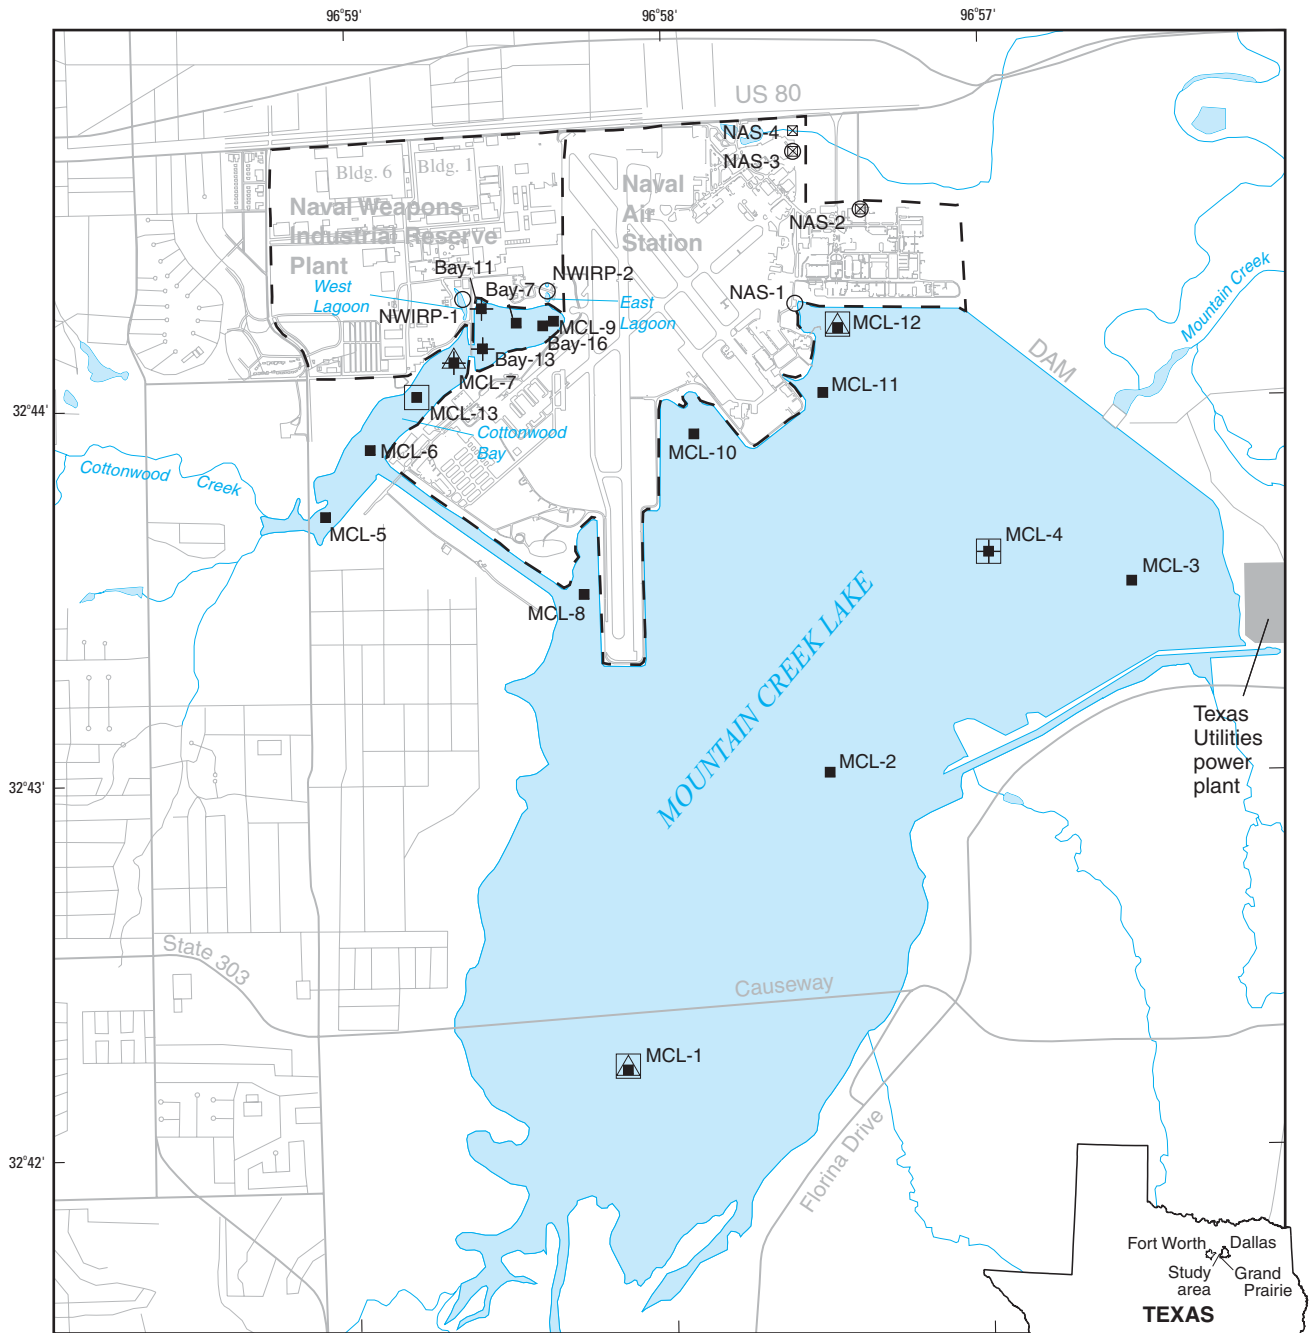 96°59'
96°58'
96°57'
US 80
NAS-4
NAS-3
Bldg. 6
Bldg. 1
Naval
Air
Station
Naval Weapons
Industrial Reserve
Plant
NAS-2
Bay-11
NWIRP-2
West
Lagoon
Bay-7
East
Lagoon
NAS-1
NWIRP-1
MCL-9
Bay-16
MCL-12
Mountain Creek
DAM
Bay-13
MCL-7
MCL-11
32°44'
MCL-13
Cottonwood
Bay
MCL-6
MCL-10
Cottonwood Creek
MCL-5
MCL-4
MCL-3
MCL-8
MOUNTAIN CREEK LAKE
Texas
Utilities
power
plant
MCL-2
32°43'
State 303
Causeway
MCL-1
Florina Drive
32°42'
Fort Worth
Dallas
Study
area
Grand
Prairie
TEXAS